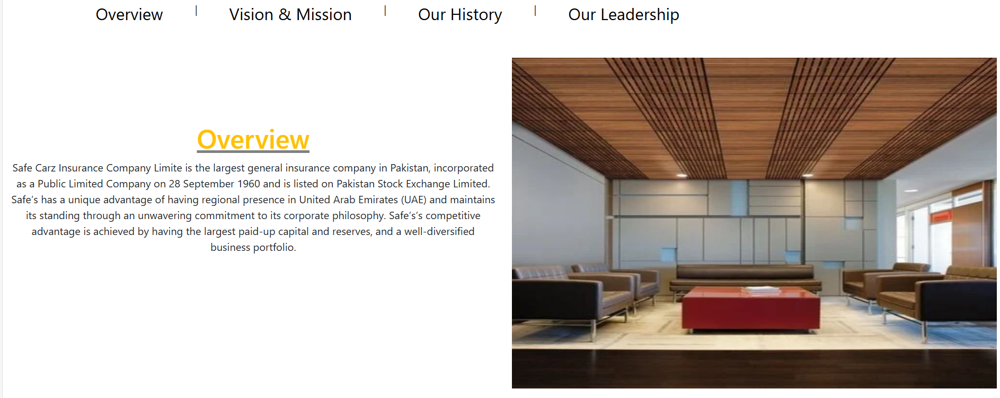 Overview | Vision & Mission | Our History | Our Leadership
Overview
Safe Carz Insurance Company Limite is the largest general insurance company in Pakistan, incorporated
as a Public Limited Company on 28 September 1960 and is listed on Pakistan Stock Exchange Limited.
Safe’s has a unique advantage of having regional presence in United Arab Emirates (UAE) and maintains
its standing through an unwavering commitment to its corporate philosophy. Safe’s’s competitive
advantage is achieved by having the largest paid-up capital and reserves, and a well-diversified
business portfolio.